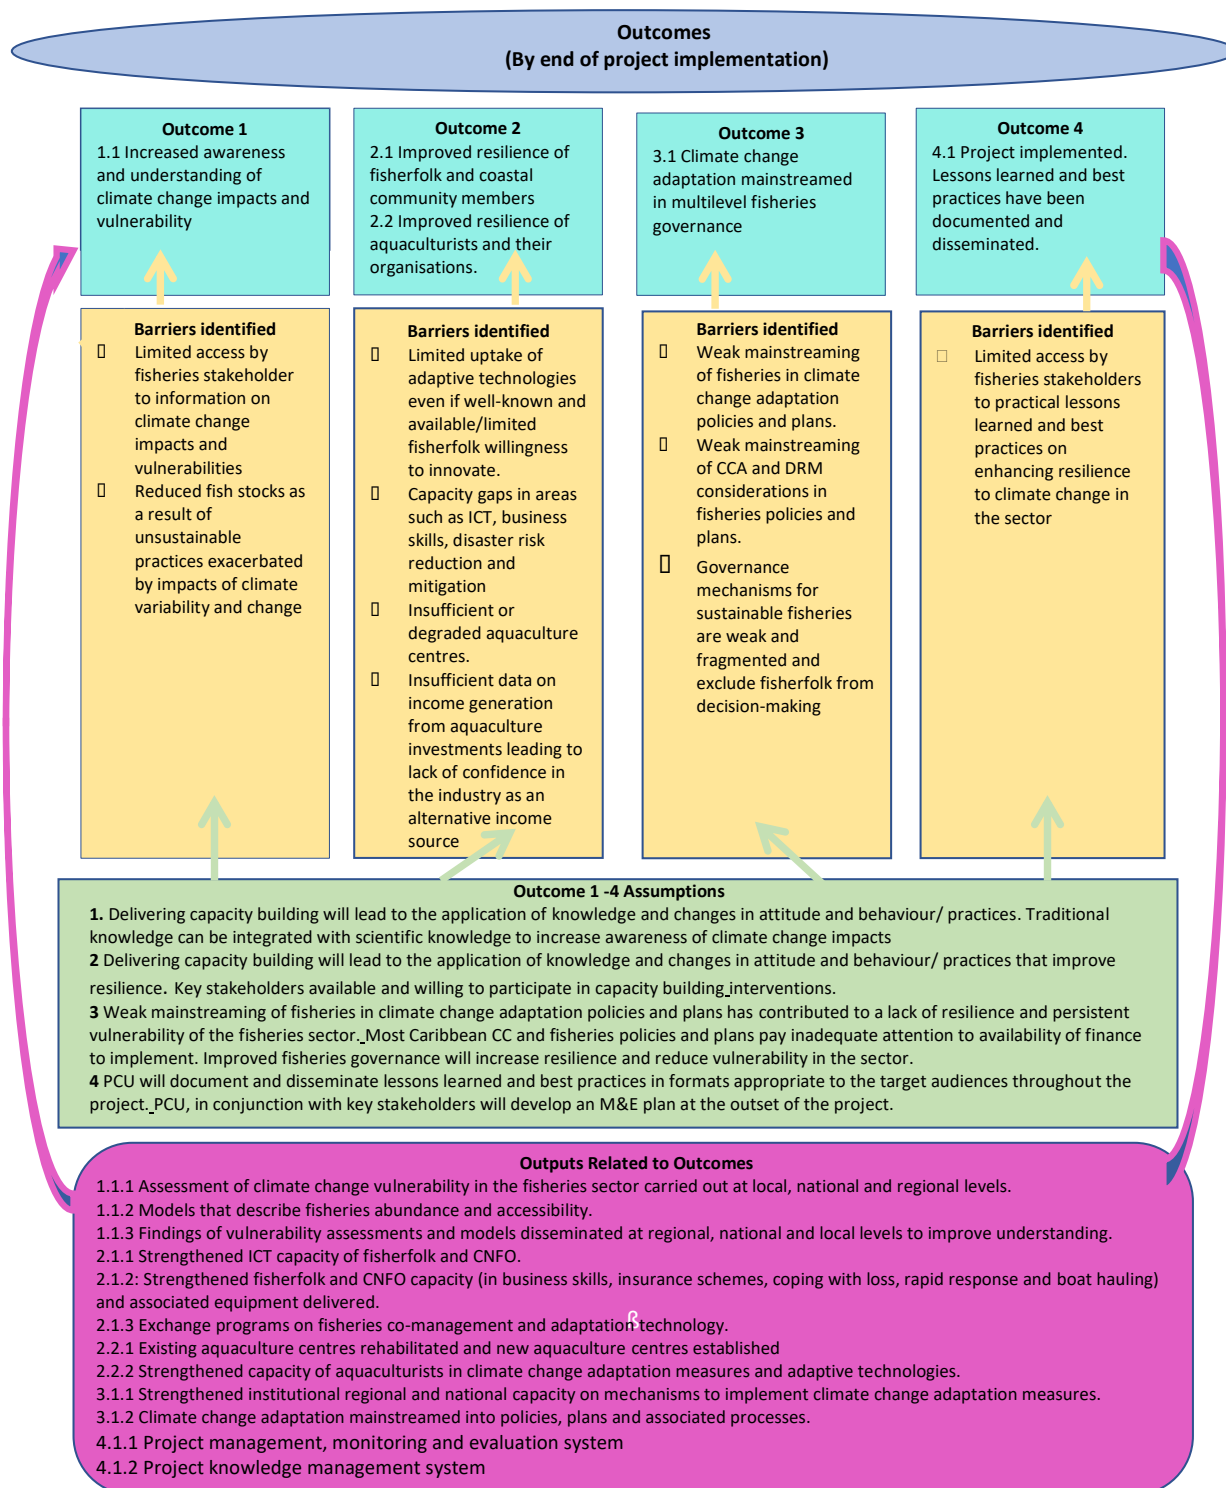 Outcomes
(By end of project implementation)
Outcome 1
1.1 Increased awareness
and understanding of
climate change impacts and
vulnerability
Outcome 2
2.1 Improved resilience of
fisherfolk and coastal
community members
2.2 Improved resilience of
aquaculturists and their
organisations.
Outcome 3
3.1 Climate change
adaptation mainstreamed
in multilevel fisheries
governance
Outcome 4
4.1 Project implemented.
Lessons learned and best
practices have been
documented and
disseminated.
Barriers identified
Limited access by
fisheries stakeholder
to information on
climate change
impacts and
vulnerabilities
Reduced fish stocks as
a result of
unsustainable
practices exacerbated
by impacts of climate
variability and change
Barriers identified
Limited uptake of
adaptive technologies
even if well-known and
available/limited
fisherfolk willingness
to innovate.
Capacity gaps in areas
such as ICT, business
skills, disaster risk
reduction and
mitigation
Insufficient or
degraded aquaculture
centres.
Insufficient data on
income generation
from aquaculture
investments leading to
lack of confidence in
the industry as an
alternative income
source
Barriers identified
Weak mainstreaming
of fisheries in climate
change adaptation
policies and plans.
Weak mainstreaming
of CCA and DRM
considerations in
fisheries policies and
plans.
Governance
mechanisms for
sustainable fisheries
are weak and
fragmented and
exclude fisherfolk from
decision-making
Barriers identified
Limited access by
fisheries stakeholders
to practical lessons
learned and best
practices on
enhancing resilience
to climate change in
the sector
Outcome 1 -4 Assumptions
1. Delivering capacity building will lead to the application of knowledge and changes in attitude and behaviour/ practices. Traditional
knowledge can be integrated with scientific knowledge to increase awareness of climate change impacts
2 Delivering capacity building will lead to the application of knowledge and changes in attitude and behaviour/ practices that improve
resilience. Key stakeholders available and willing to participate in capacity building interventions.
3 Weak mainstreaming of fisheries in climate change adaptation policies and plans has contributed to a lack of resilience and persistent
vulnerability of the fisheries sector. Most Caribbean CC and fisheries policies and plans pay inadequate attention to availability of finance
to implement. Improved fisheries governance will increase resilience and reduce vulnerability in the sector.
4 PCU will document and disseminate lessons learned and best practices in formats appropriate to the target audiences throughout the
project. PCU, in conjunction with key stakeholders will develop an M&E plan at the outset of the project.
Outputs Related to Outcomes
1.1.1 Assessment of climate change vulnerability in the fisheries sector carried out at local, national and regional levels.
1.1.2 Models that describe fisheries abundance and accessibility.
1.1.3 Findings of vulnerability assessments and models disseminated at regional, national and local levels to improve understanding.
2.1.1 Strengthened ICT capacity of fisherfolk and CNFO.
2.1.2: Strengthened fisherfolk and CNFO capacity (in business skills, insurance schemes, coping with loss, rapid response and boat hauling)
and associated equipment delivered.
ß
2.1.3 Exchange programs on fisheries co-management and adaptation technology.
2.2.1 Existing aquaculture centres rehabilitated and new aquaculture centres established
2.2.2 Strengthened capacity of aquaculturists in climate change adaptation measures and adaptive technologies.
3.1.1 Strengthened institutional regional and national capacity on mechanisms to implement climate change adaptation measures.
3.1.2 Climate change adaptation mainstreamed into policies, plans and associated processes.
4.1.1 Project management, monitoring and evaluation system
4.1.2 Project knowledge management system